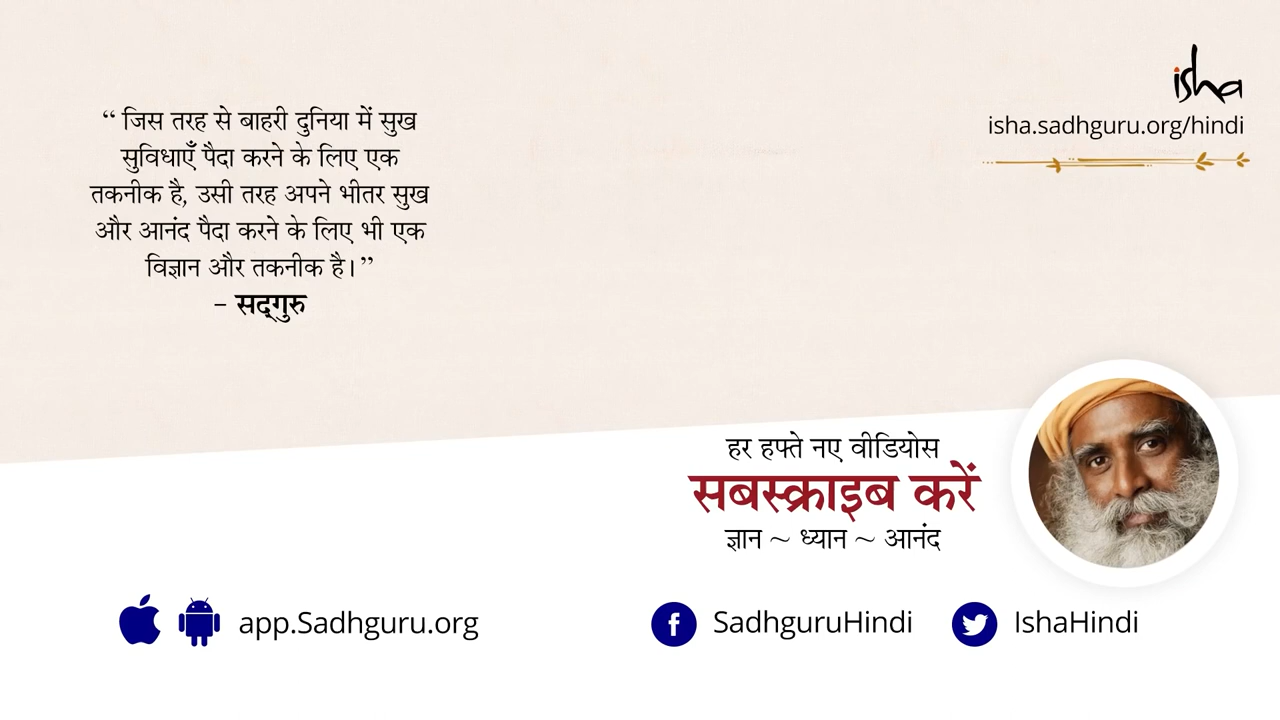 “ जिस तरह से बाहरी दुनिया में सुख
सुविधाएँ पैदा करने के लिए एक
तकनीक है, उसी तरह अपने भीतर सुख
और आनंद पैदा करने के लिए भी एक
विज्ञान और तकनीक है।”
– सद्‌गुरु
isha
isha.sadhguru.org/hindi
हर हफ्ते नए वीडियोस
सबस्क्राइब करें
ज्ञान ~ ध्यान ~ आनंद
app.Sadhguru.org
SadhguruHindi
IshaHindi